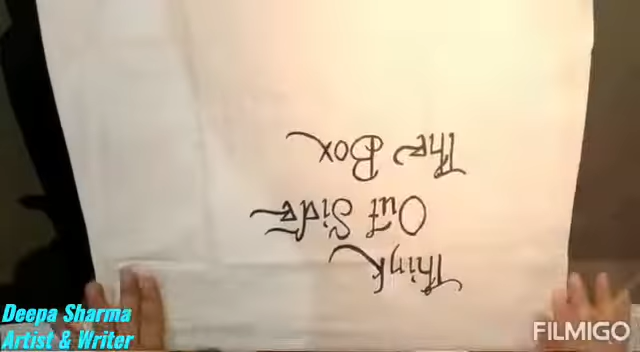 Think
Out Side
The Box
Deepa Sharma
Artist & Writer
FILMIGO